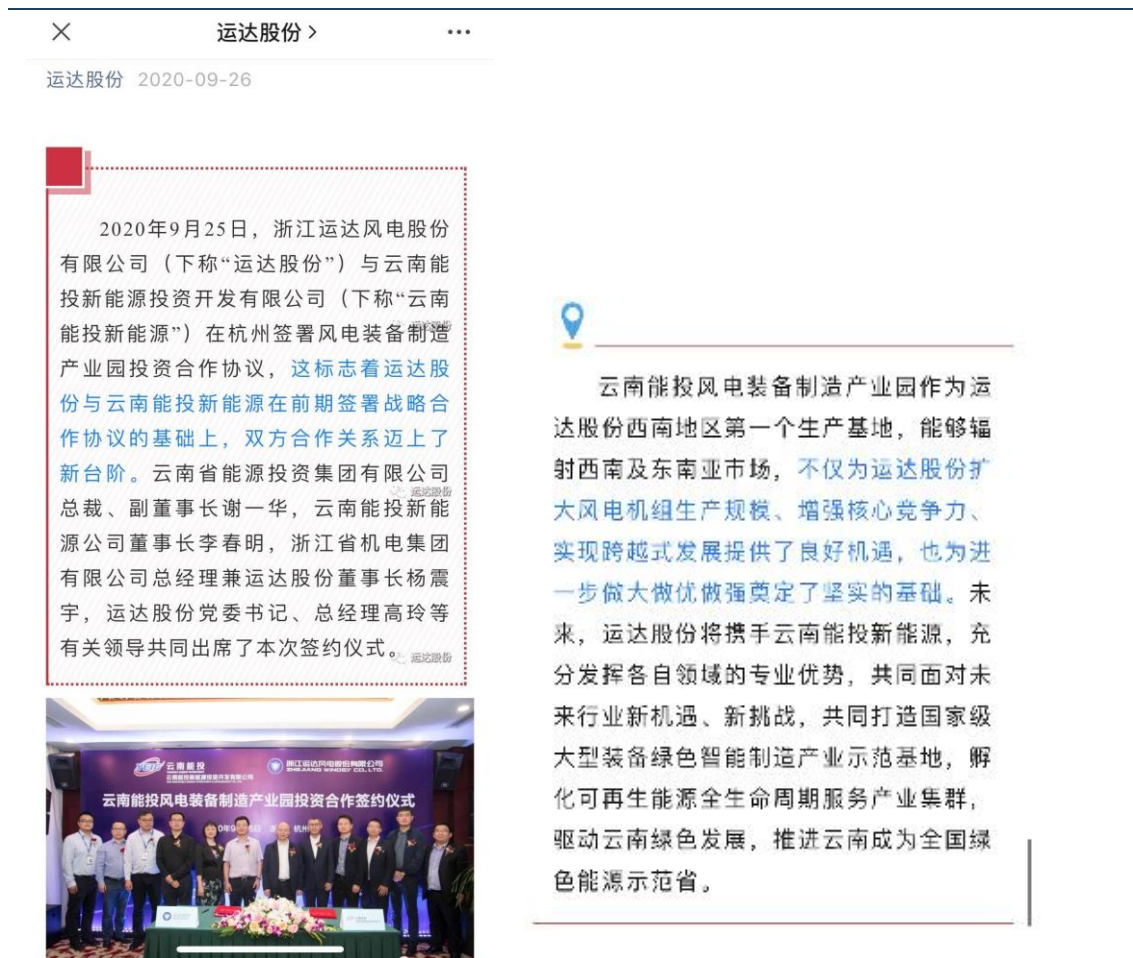 运达股份
运达股份 2020-09-26
2020年9月25日，浙江运达风电股份
有限公司（下称“运达股份”）与云南能
投新能源投资开发有限公司（下称“云南
能投新能源”）在杭州签署风电装备制造
产业园投资合作协议，这标志着运达股
份与云南能投新能源在前期签署战略合
作协议的基础上，双方合作关系迈上了
新台阶。云南省能源投资集团有限公司
总裁、副董事长谢一华，云南能投新能
源公司董事长李春明，浙江省机电集团
有限公司总经理兼运达股份董事长杨震
宇，运达股份党委书记、总经理高玲等
有关领导共同出席了本次签约仪式。
运达股份
运达股份
运达股份
云南能投
浙江运达风电股份有限公司
ZHEJIANG WINDEY CO., LTD.
云南能投风电装备制造产业园投资合作签约仪式
云南能投风电装备制造产业园作为运
达股份西南地区第一个生产基地，能够辐
射西南及东南亚市场，不仅为运达股份扩
大风电机组生产规模、增强核心竞争力、
实现跨越式发展提供了良好机遇，也为进
一步做大做优做强奠定了坚实的基础。未
来，运达股份将携手云南能投新能源，充
分发挥各自领域的专业优势，共同面对未
来行业新机遇、新挑战，共同打造国家级
大型装备绿色智能制造产业示范基地，孵
化可再生能源全生命周期服务产业集群，
驱动云南绿色发展，推进云南成为全国绿
色能源示范省。